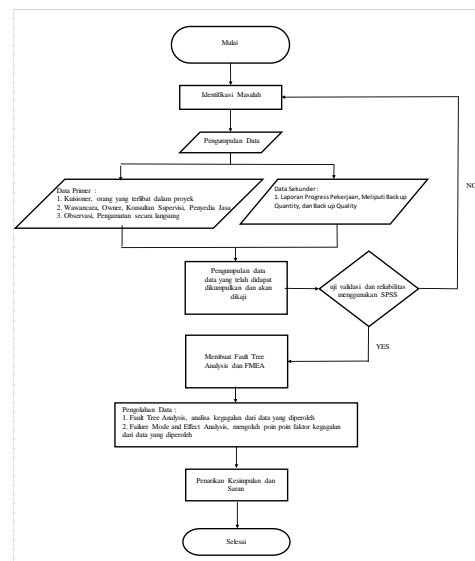 Mulai
Identifikasi Masalah
Pengumpulan Data
Data Primer :
1. Kuisioner, orang yang terlibat dalam proyek
2. Wawancara, Owner, Konsultan Supervisi, Penyedia Jasa,
3. Observasi, Pengamatan secara langsung
Data Sekunder :
1. Laporan Progress Pekerjaan, Meliputi Back up
Quantity, dan Back up Quality
NO
Pengumpulan data
data yang telah didapat
dikumpulkan dan akan
dikaji
uji validasi dan reliabilitas
menggunakan SPSS
YES
Membuat Fault Tree
Analysis dan FMEA
Pengolahan Data :
1. Fault Tree Analysis, analisa kegagalan dari data yang diperoleh
2. Failure Mode and Effect Analysis, mengolah poin poin faktor kegagalan
dari data yang diperoleh
Penarikan Kesimpulan dan
Saran
Selesai